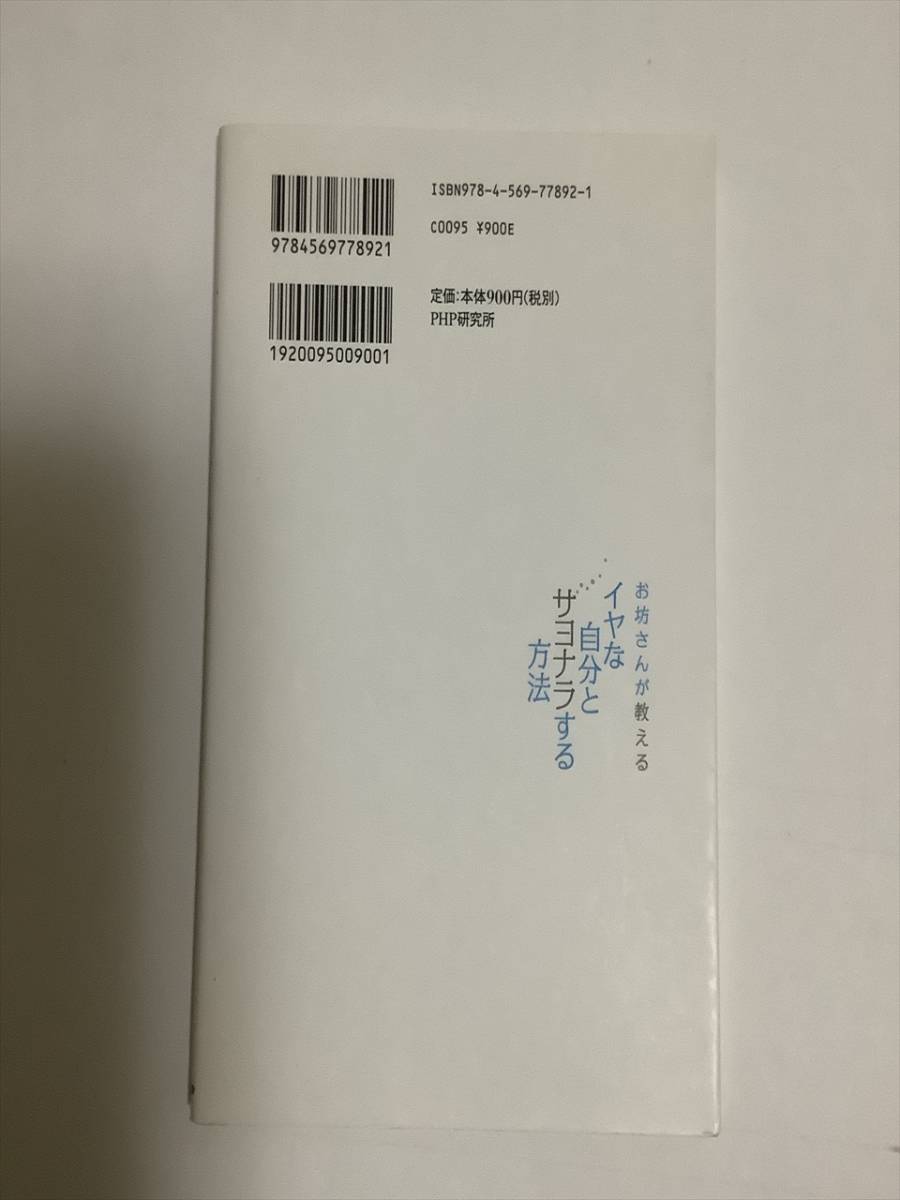 ISBN978-4-569-77892-1
9784569778921
C0095 ¥900E
定価:本体900円(税別)
PHP研究所
1920095009001
お坊さんが教える
イヤな
自分と
サヨナラする
方法